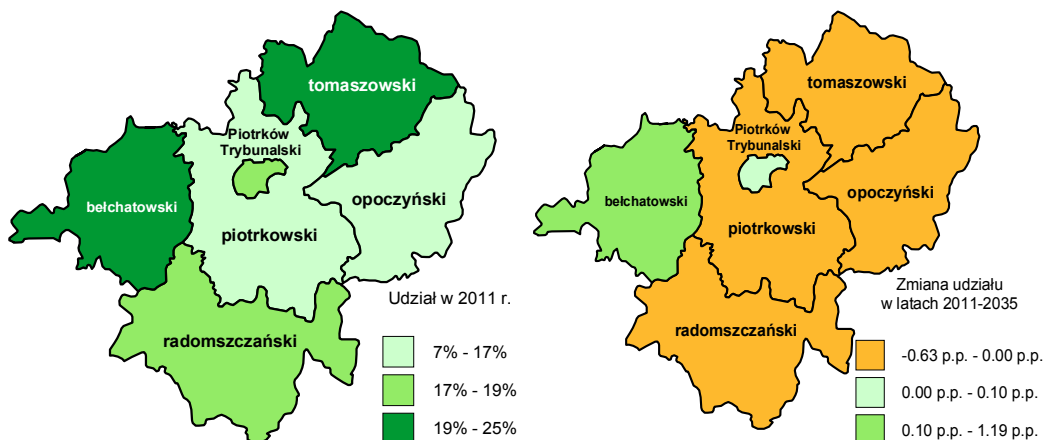 tomaszowski
Piotrków
Trybunalski
opoczyński
bełchatowski
piotrkowski
radomszczański
Udział w 2011 r.
7% - 17%
17% - 19%
19% - 25%
tomaszowski
Piotrków
Trybunalski
opoczyński
bełchatowski
piotrkowski
radomszczański
Zmiana udziału
w latach 2011-2035
-0.63 p.p. - 0.00 p.p.
0.00 p.p. - 0.10 p.p.
0.10 p.p. - 1.19 p.p.